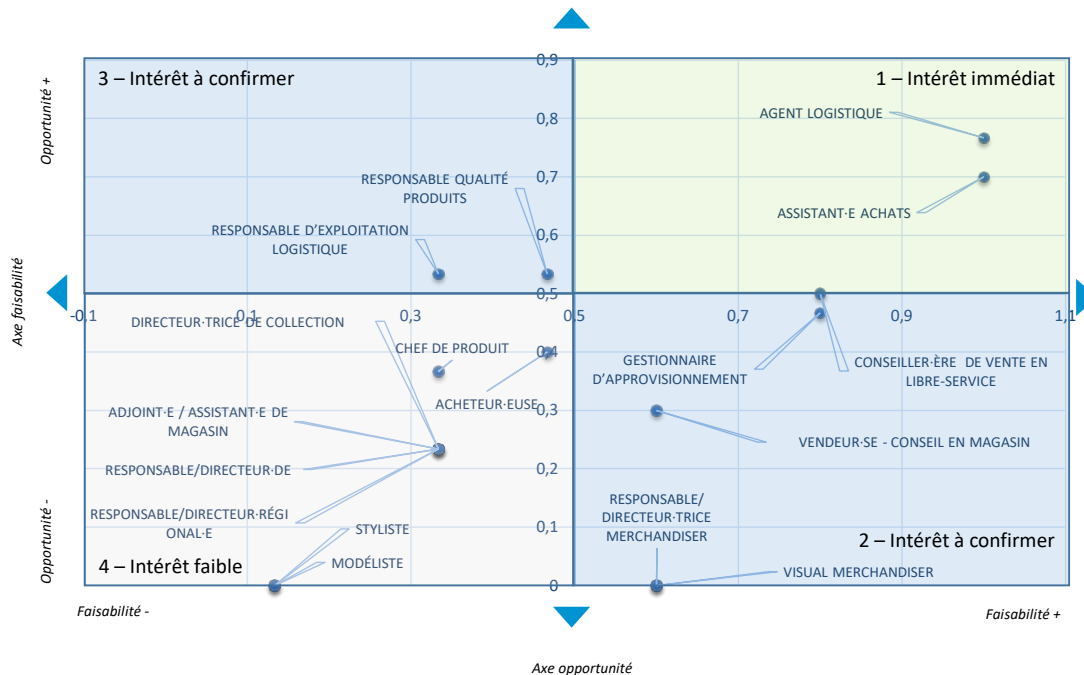 0,9
3 – Intérêt à confirmer
1 – Intérêt immédiat
Opportunité +
AGENT LOGISTIQUE
0,8
RESPONSABLE QUALITÉ
PRODUITS
0,7
ASSISTANT·E ACHATS
RESPONSABLE D'EXPLOITATION
LOGISTIQUE
0,6
Axe faisabilité
0,5
-0,1 0,1 0,3 0,5 0,7 0,9 1,1
DIRECTEUR·TRICE DE COLLECTION
CHEF DE PRODUIT
0,4
GESTIONNAIRE
D'APPROVISIONNEMENT
CONSEILLER·ÈRE DE VENTE EN
LIBRE-SERVICE
ACHETEUR·EUSE
0,3
ADJOINT·E / ASSISTANT·E DE
MAGASIN
VENDEUR·SE - CONSEIL EN MAGASIN
RESPONSABLE/DIRECTEUR·DE
0,2
RESPONSABLE/DIRECTEUR·RÉGI
ONAL·E
RESPONSABLE/
DIRECTEUR·TRICE
MERCHANDISER
0,1
STYLISTE
Opportunité -
2 – Intérêt à confirmer
4 – Intérêt faible
MODÉLISTE
VISUAL MERCHANDISER
0
Faisabilité -
Faisabilité +
Axe opportunité